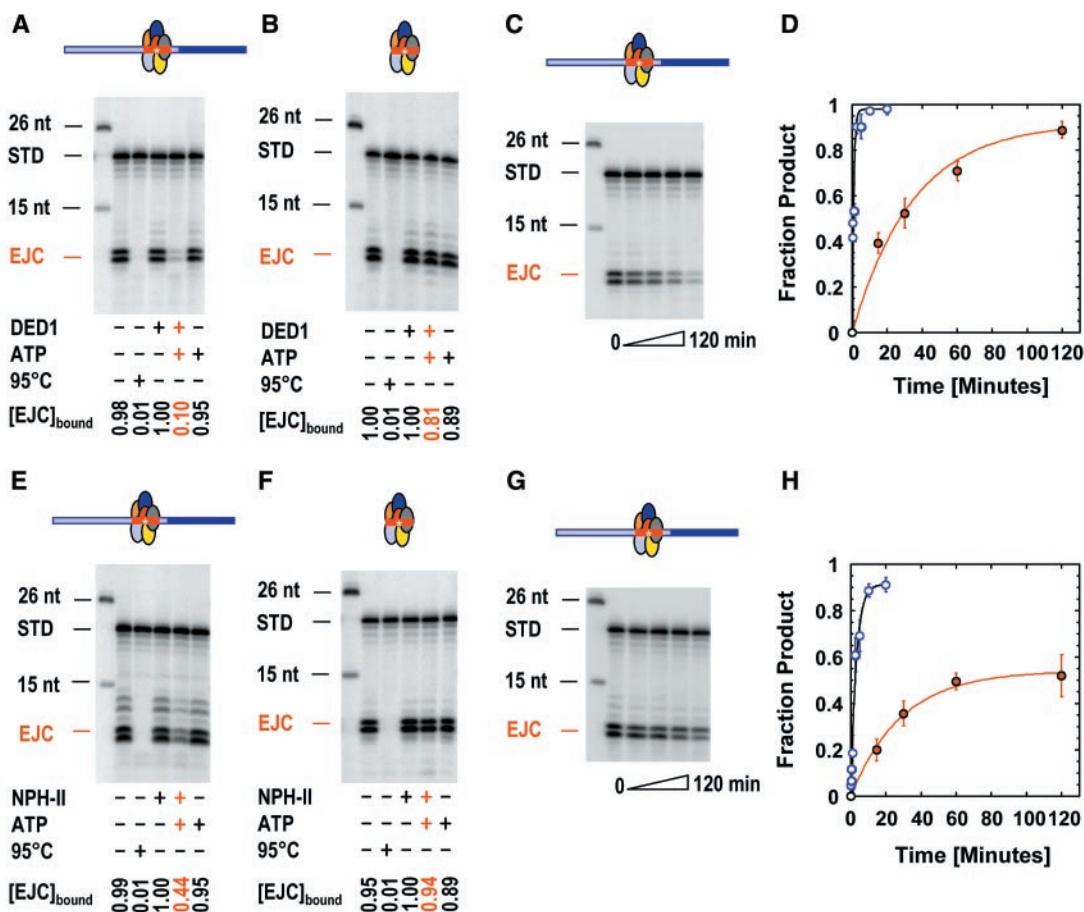 A
26 nt
STD
15 nt
EJC
DED1 − − + + −
ATP − − − + +
95°C − + − − −
[EJC]bound 0.98 0.01 1.00 0.10 0.95
B
26 nt
STD
15 nt
EJC
DED1 − − + + −
ATP − − − + +
95°C − + − − −
[EJC]bound 1.00 0.01 1.00 0.81 0.89
C
26 nt
STD
15 nt
EJC
0 120 min
D
Fraction Product
1
0.8
0.6
0.4
0.2
0
0 20 40 60 80 100 120
Time [Minutes]
E
26 nt
STD
15 nt
EJC
NPH-II − − + + −
ATP − − − + +
95°C − + − − −
[EJC]bound 0.99 0.01 1.00 0.44 0.95
F
26 nt
STD
15 nt
EJC
NPH-II − − + + −
ATP − − − + +
95°C − + − − −
[EJC]bound 0.95 0.01 1.00 0.94 0.89
G
26 nt
STD
15 nt
EJC
0 120 min
H
Fraction Product
1
0.8
0.6
0.4
0.2
0
0 20 40 60 80 100 120
Time [Minutes]